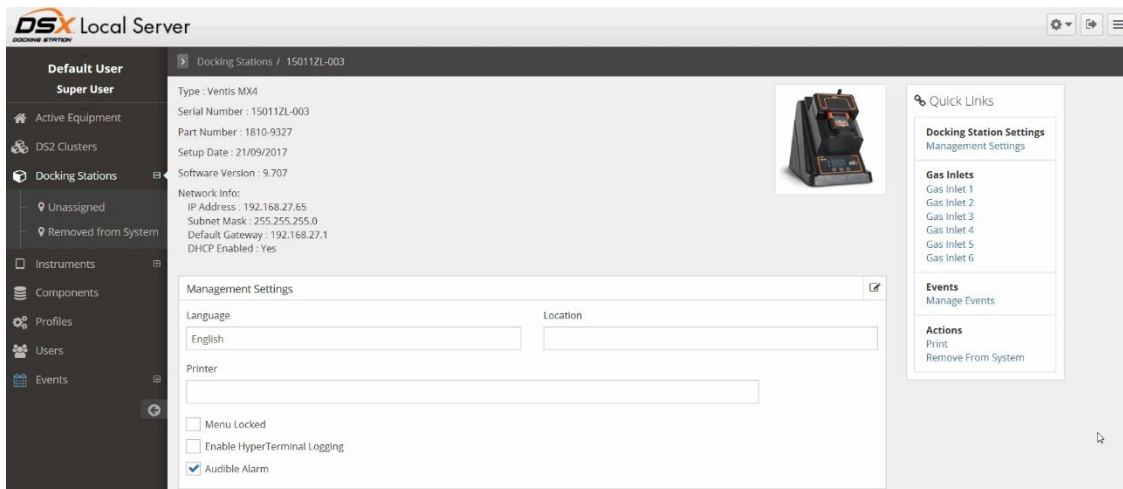 DSX Local Server
DOCKING STATION
Default User
Super User
Active Equipment
DS2 Clusters
Docking Stations
Unassigned
Removed from System
Instruments
Components
Profiles
Users
Events
Docking Stations / 15011ZL-003
Type : Ventis MX4
Serial Number : 15011ZL-003
Part Number : 1810-9327
Setup Date : 21/09/2017
Software Version : 9.707
Network Info:
IP Address : 192.168.27.65
Subnet Mask : 255.255.255.0
Default Gateway : 192.168.27.1
DHCP Enabled : Yes
Management Settings
Language
Location
English
Printer
Menu Locked
Enable HyperTerminal Logging
Audible Alarm
Quick Links
Docking Station Settings
Management Settings
Gas Inlets
Gas Inlet 1
Gas Inlet 2
Gas Inlet 3
Gas Inlet 4
Gas Inlet 5
Gas Inlet 6
Events
Manage Events
Actions
Print
Remove From System